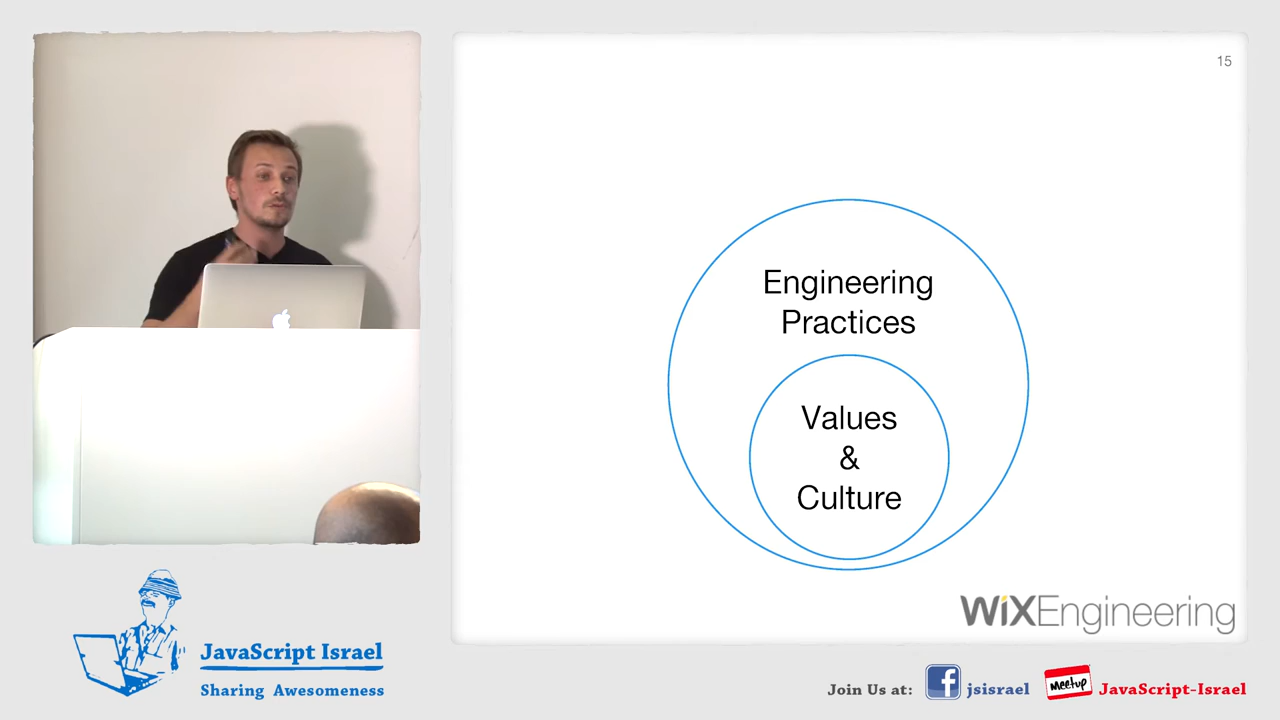 15
Engineering
Practices
Values
&
Culture
WiXEngineering
JavaScript Israel
Sharing Awesomeness
Join Us at: jsisrael Meetup JavaScript-Israel